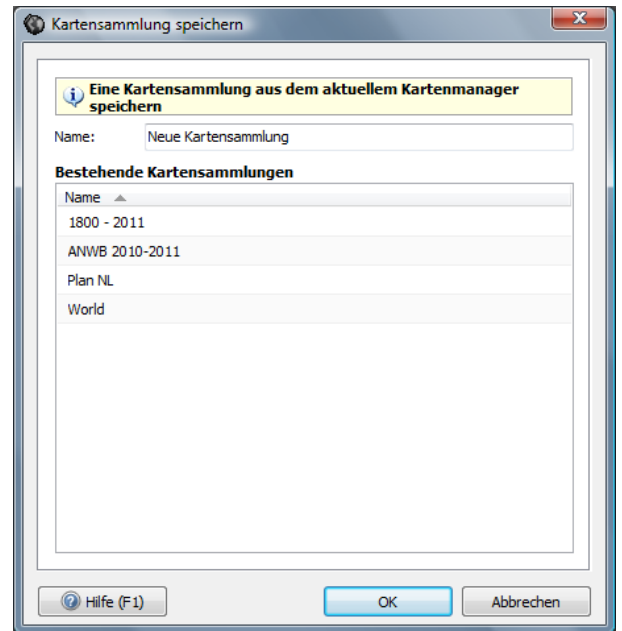 Kartensammlung speichern
Eine Kartensammlung aus dem aktuellem Kartenmanager
speichern
Name: Neue Kartensammlung
Bestehende Kartensammlungen
Name
1800 - 2011
ANWB 2010-2011
Plan NL
World
Hilfe (F1) OK Abbrechen